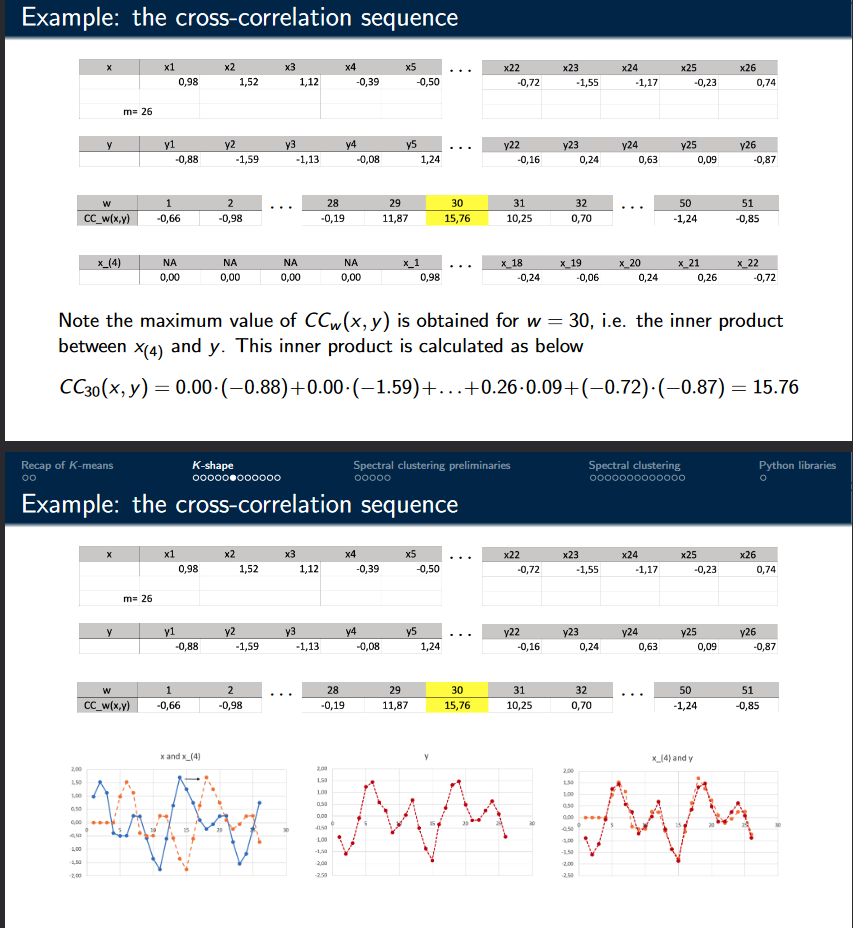 Example: the cross-correlation sequence
x x1 x2 x3 x4 x5 ... x22 x23 x24 x25 x26
0,98 1,52 1,12 -0,39 -0,50 -0,72 -1,55 -1,17 -0,23 0,74
m= 26
y y1 y2 y3 y4 y5 ... y22 y23 y24 y25 y26
-0,88 -1,59 -1,13 -0,08 1,24 -0,16 0,24 0,63 0,09 -0,87
w 1 2 ... 28 29 30 31 32 ... 50 51
CC_w(x,y) -0,66 -0,98 -0,19 11,87 15,76 10,25 0,70 -1,24 -0,85
x_(4) NA NA NA NA x_1 ... x_18 x_19 x_20 x_21 x_22
0,00 0,00 0,00 0,00 0,98 -0,24 -0,06 0,24 0,26 -0,72
Note the maximum value of CCw(x, y) is obtained for w = 30, i.e. the inner product
between x(4) and y. This inner product is calculated as below
CC30(x, y) = 0.00·(−0.88)+0.00·(−1.59)+...+0.26·0.09+(−0.72)·(−0.87) = 15.76
Recap of K-means K-shape Spectral clustering preliminaries Spectral clustering Python libraries
Example: the cross-correlation sequence
x x1 x2 x3 x4 x5 ... x22 x23 x24 x25 x26
0,98 1,52 1,12 -0,39 -0,50 -0,72 -1,55 -1,17 -0,23 0,74
m= 26
y y1 y2 y3 y4 y5 ... y22 y23 y24 y25 y26
-0,88 -1,59 -1,13 -0,08 1,24 -0,16 0,24 0,63 0,09 -0,87
w 1 2 ... 28 29 30 31 32 ... 50 51
CC_w(x,y) -0,66 -0,98 -0,19 11,87 15,76 10,25 0,70 -1,24 -0,85
x and x_(4)
2,00
1,50
1,00
0,50
0,00
-0,50
-1,00
-1,50
-2,00
0 5 10 15 20 25 30
y
2,00
1,50
1,00
0,50
0,00
-0,50
-1,00
-1,50
-2,00
-2,50
0 5 10 15 20 25 30
x_(4) and y
2,00
1,50
1,00
0,50
0,00
-0,50
-1,00
-1,50
-2,00
-2,50
0 5 10 15 20 25 30